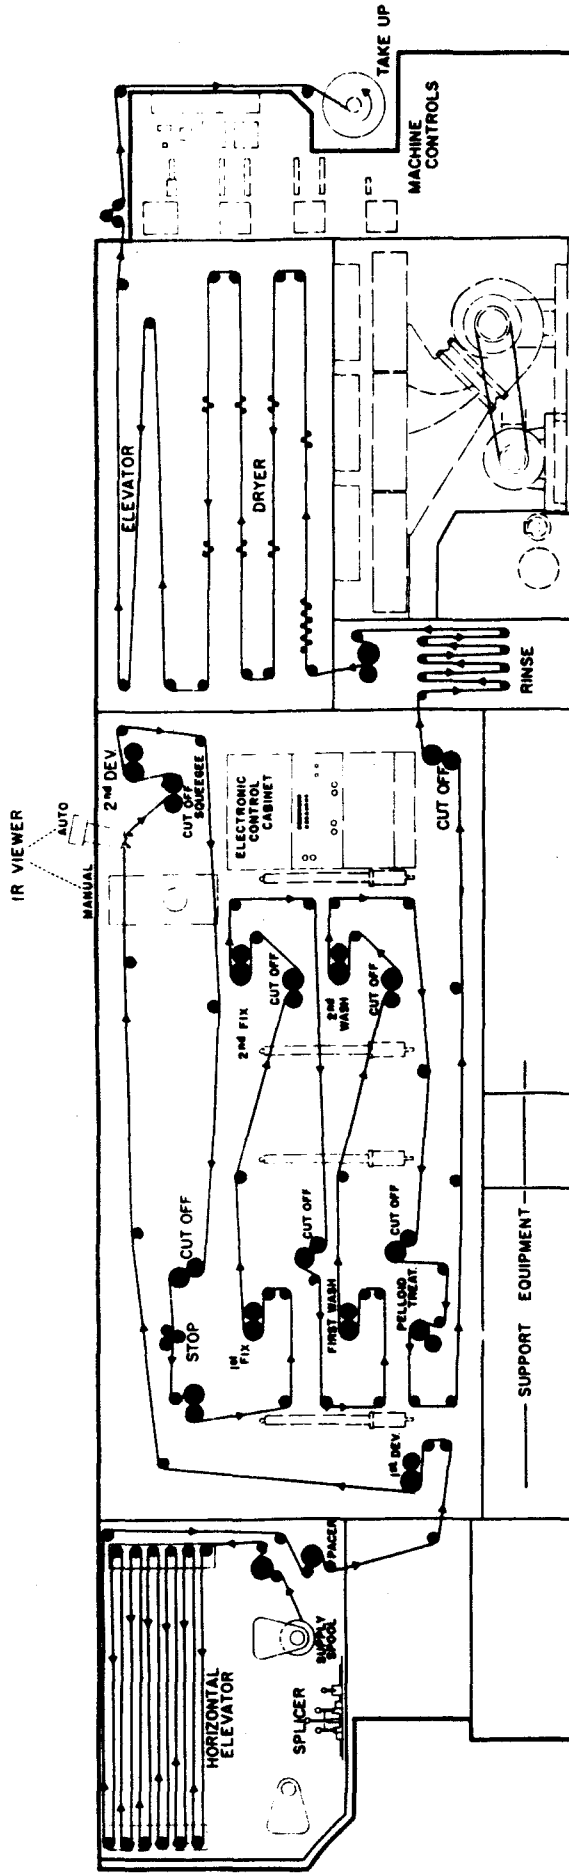 HORIZONTAL
ELEVATOR
SPLICER
SUPPLY
SPOOL
PACER
1st DEV.
STOP
CUT OFF
1st
FIX
FIRST WASH
CUT OFF
PELLOID
TREAT.
CUT OFF
SUPPORT EQUIPMENT
2nd FIX
CUT OFF
2nd
WASH
CUT OFF
IR VIEWER
MANUAL
AUTO
2nd DEV.
CUT OFF
SQUEEGEE
ELECTRONIC
CONTROL
CABINET
CUT OFF
RINSE
ELEVATOR
DRYER
MACHINE
CONTROLS
TAKE UP